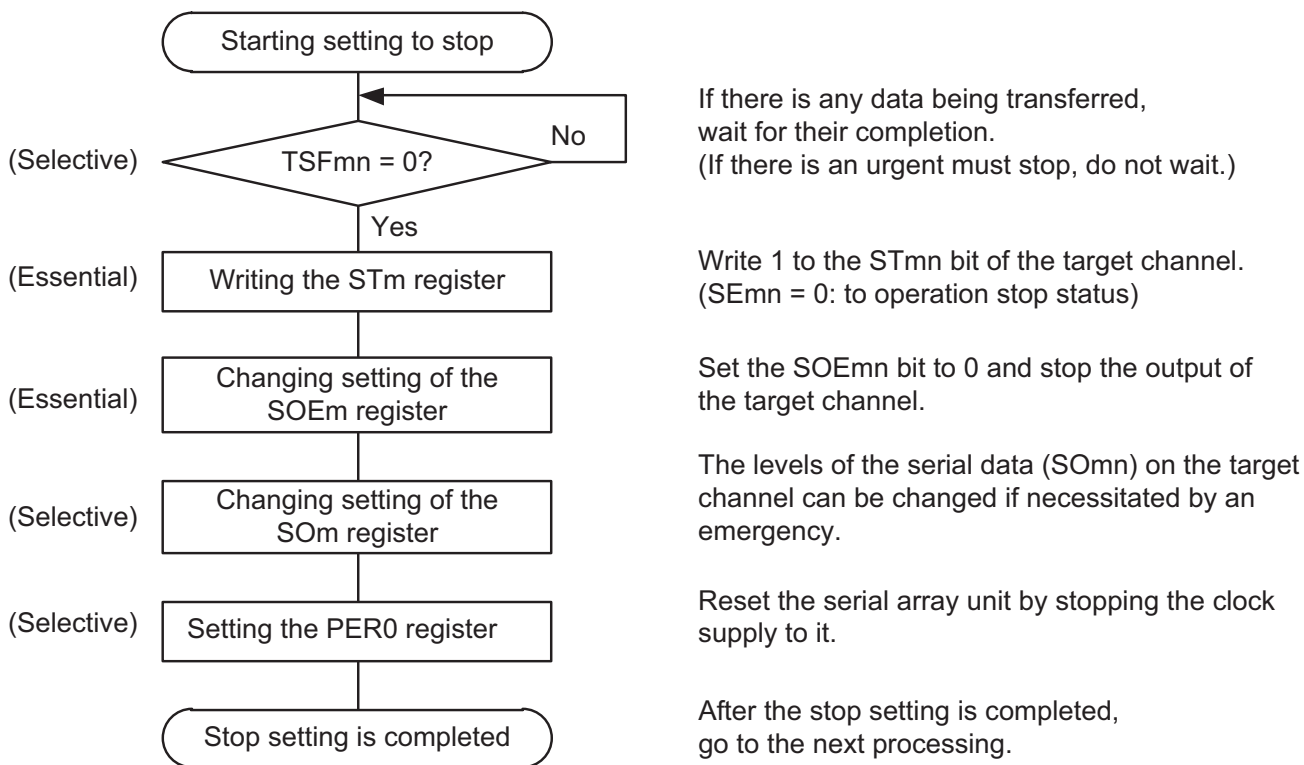 Starting setting to stop
No
If there is any data being transferred,
wait for their completion.
(If there is an urgent must stop, do not wait.)
(Selective)
TSFmn = 0?
Yes
(Essential)
Writing the STm register
Write 1 to the STmn bit of the target channel.
(SEmn = 0: to operation stop status)
(Essential)
Changing setting of the
SOEm register
Set the SOEmn bit to 0 and stop the output of
the target channel.
(Selective)
Changing setting of the
SOm register
The levels of the serial data (SOmn) on the target
channel can be changed if necessitated by an
emergency.
(Selective)
Setting the PER0 register
Reset the serial array unit by stopping the clock
supply to it.
Stop setting is completed
After the stop setting is completed,
go to the next processing.